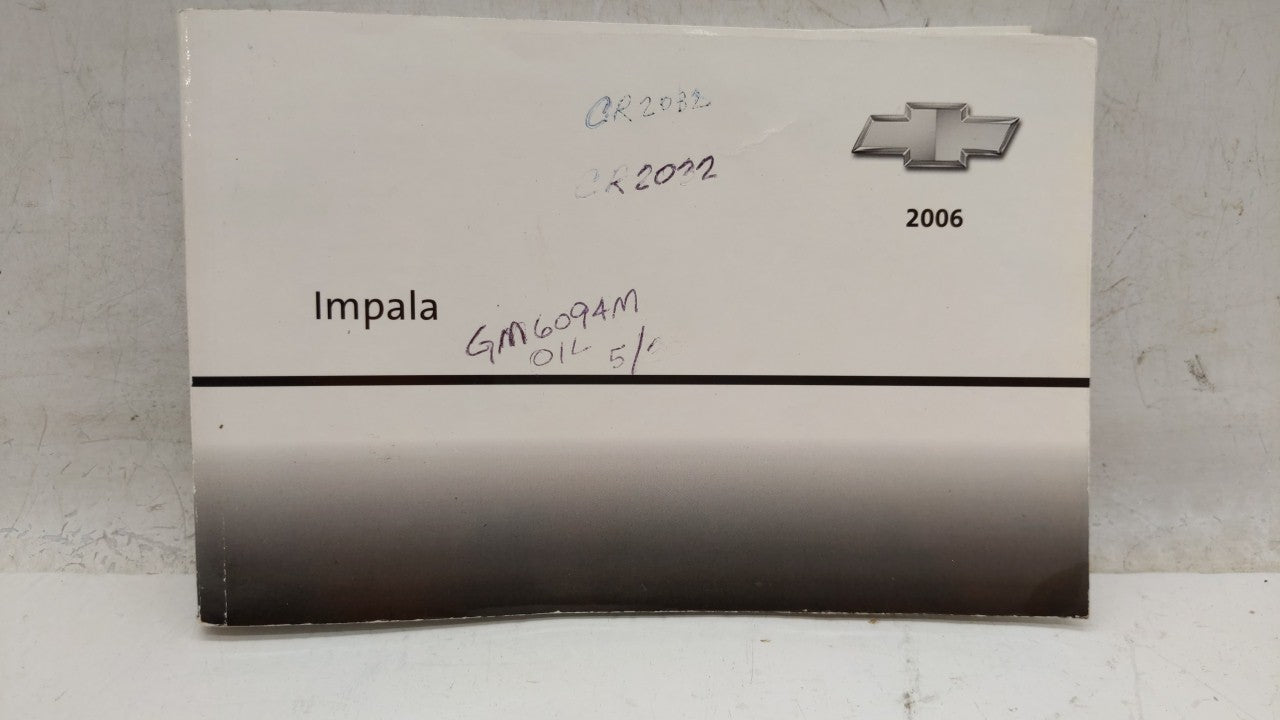 CR2032
CR2032
2006
Impala
GM6094M
OIL 5/